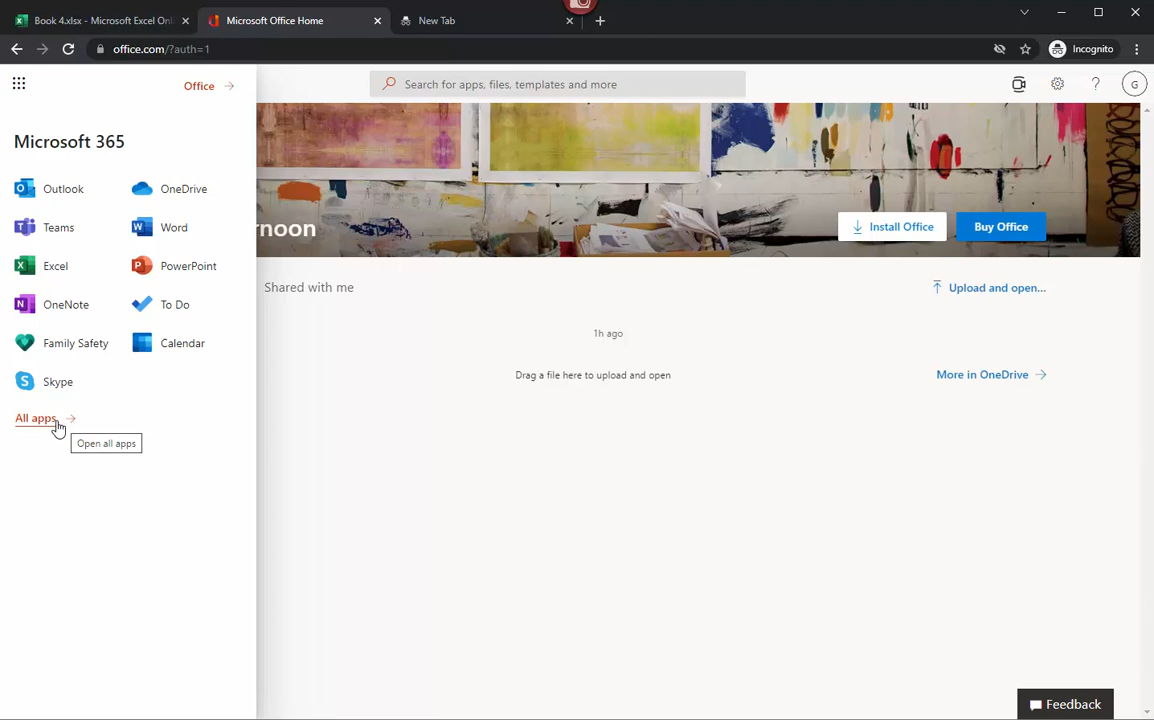 Book 4.xlsx - Microsoft Excel Onl
Microsoft Office Home
New Tab
office.com/?auth=1
Incognito
Office
Search for apps, files, templates and more
G
Microsoft 365
Outlook
OneDrive
Teams
Word
Excel
PowerPoint
OneNote
To Do
Family Safety
Calendar
Skype
All apps
Open all apps
rnoon
Install Office
Buy Office
Shared with me
Upload and open...
1h ago
Drag a file here to upload and open
More in OneDrive
Feedback